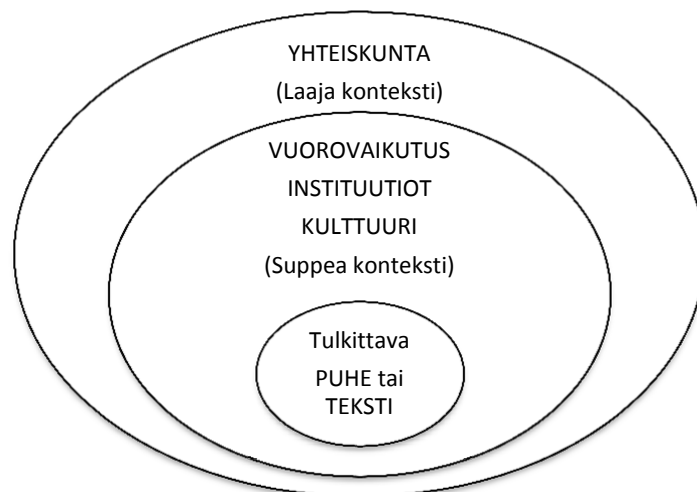 YHTEISKUNTA
(Laaja konteksti)
VUOROVAIKUTUS
INSTITUUTIOT
KULTTUURI
(Suppea konteksti)
Tulkittava
PUHE tai
TEKSTI